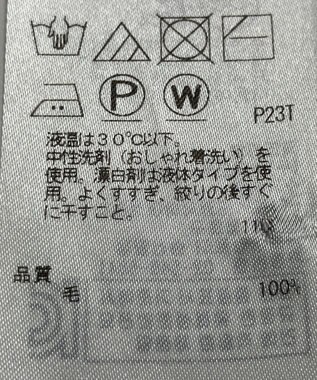 P
W
P23T
液温は30℃以下。
中性洗剤（おしゃれ着洗い）を
使用。漂白剤は液体タイプを使
用。よくすすぎ、絞りの後すぐ
に干すこと。
110
品質
毛 100%